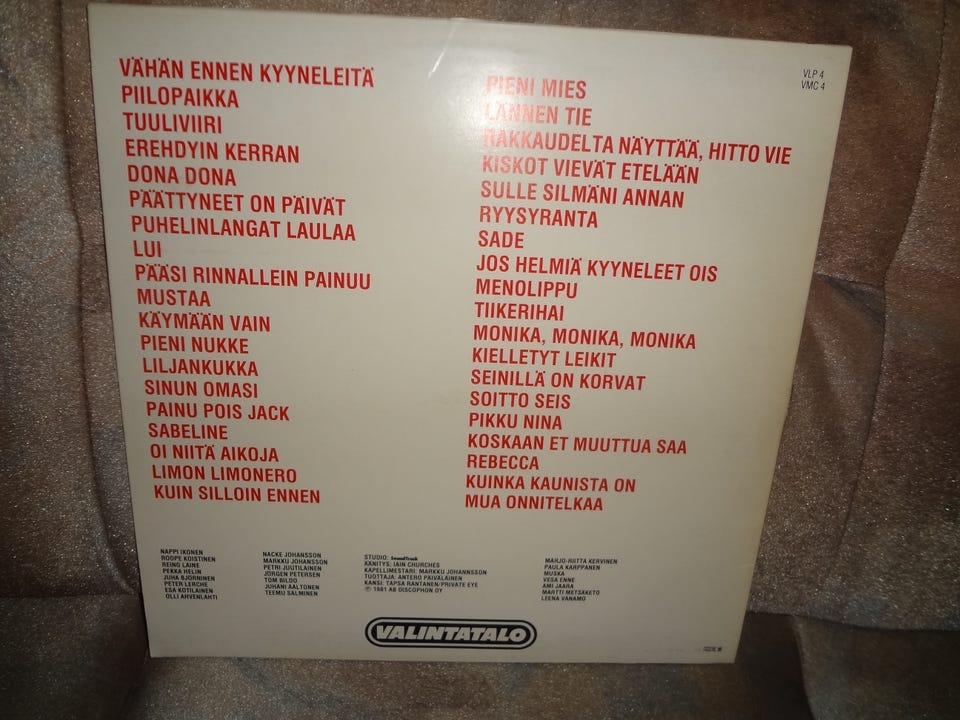 VÄHÄN ENNEN KYYNELEITÄ
PIILOPAIKKA
TUULIVIIRI
EREHDYIN KERRAN
DONA DONA
PÄÄTTYNEET ON PÄIVÄT
PUHELINLANGAT LAULAA
LUI
PÄÄSI RINNALLEIN PAINUU
MUSTAA
KÄYMÄÄN VAIN
PIENI NUKKE
LILJANKUKKA
SINUN OMASI
PAINU POIS JACK
SABELINE
OI NIITÄ AIKOJA
LIMON LIMONERO
KUIN SILLOIN ENNEN
PIENI MIES
LÄNNEN TIE
RAKKAUDELTA NÄYTTÄÄ, HITTO VIE
KISKOT VIEVÄT ETELÄÄN
SULLE SILMÄNI ANNAN
RYYSYRANTA
SADE
JOS HELMIÄ KYYNELEET OIS
MENOLIPPU
TIIKERIHAI
MONIKA, MONIKA, MONIKA
KIELLETYT LEIKIT
SEINILLÄ ON KORVAT
SOITTO SEIS
PIKKU NINA
KOSKAAN ET MUUTTUA SAA
REBECCA
KUINKA KAUNISTA ON
MUA ONNITELKAA
VLP 4
VMC 4
NAPPI IKONEN
ROOPE KOISTINEN
REINO LAINE
PEKKA HELIN
JUHA BJÖRNINEN
PETER LERCHE
ESA KOTILAINEN
OLLI AHVENLAHTI
NACKE JOHANSSON
MARKKU JOHANSSON
PETRI JUUTILAINEN
JÖRGEN PETERSEN
TOM BILDO
JUHANI AALTONEN
TEEMU SALMINEN
STUDIO: SoundTrack
ÄÄNITYS: IAIN CHURCHES
KAPELLIMESTARI: MARKKU JOHANNSSON
TUOTTAJA: ANTERO PÄIVÄLÄINEN
KANSI: TAPSA RANTANEN/PRIVATE EYE
℗ 1981 AB DISCOPHON OY
MARJO-RIITTA KERVINEN
PAULA KARPPANEN
MUSKA
VESA ENNE
AMI JAARA
MARTTI METSÄKETO
LEENA VANAMO
VALINTATALO